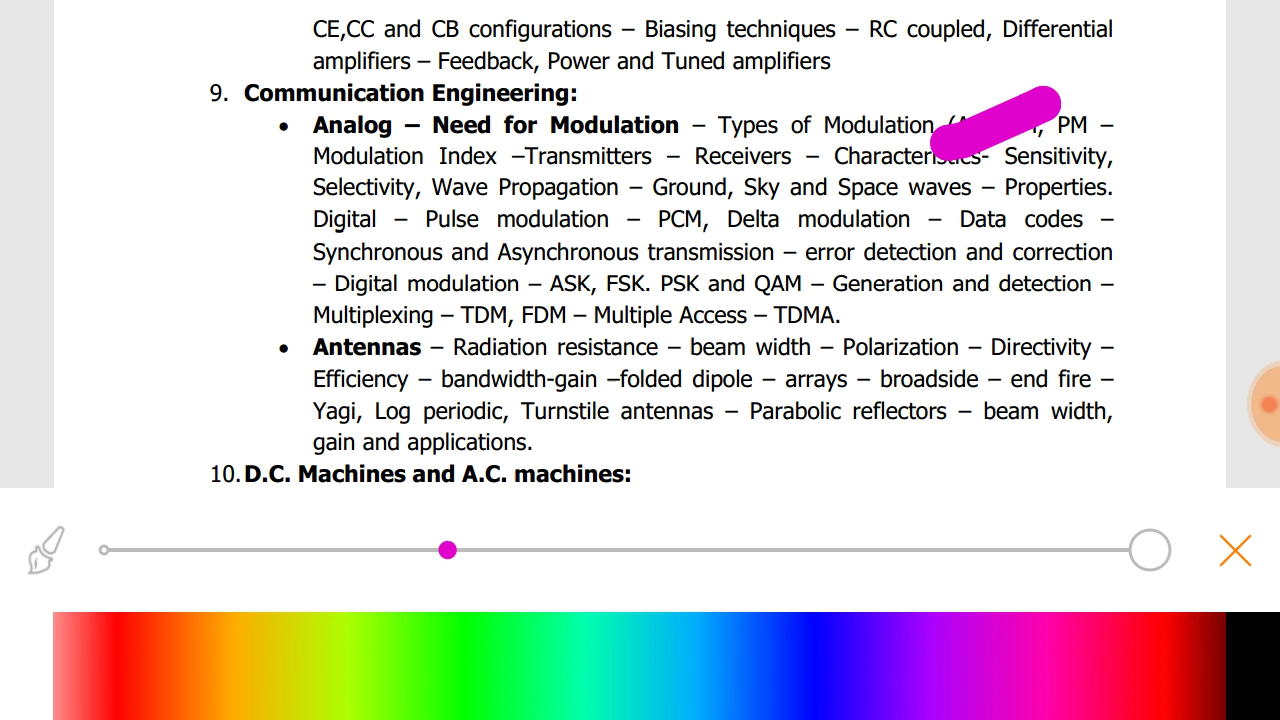 CE,CC and CB configurations – Biasing techniques – RC coupled, Differential
amplifiers – Feedback, Power and Tuned amplifiers
9. Communication Engineering:
• Analog – Need for Modulation – Types of Modulation PM –
Modulation Index –Transmitters – Receivers – Characteristics- Sensitivity,
Selectivity, Wave Propagation – Ground, Sky and Space waves – Properties.
Digital – Pulse modulation – PCM, Delta modulation – Data codes –
Synchronous and Asynchronous transmission – error detection and correction
– Digital modulation – ASK, FSK. PSK and QAM – Generation and detection –
Multiplexing – TDM, FDM – Multiple Access – TDMA.
• Antennas – Radiation resistance – beam width – Polarization – Directivity –
Efficiency – bandwidth-gain –folded dipole – arrays – broadside – end fire –
Yagi, Log periodic, Turnstile antennas – Parabolic reflectors – beam width,
gain and applications.
10. D.C. Machines and A.C. machines: